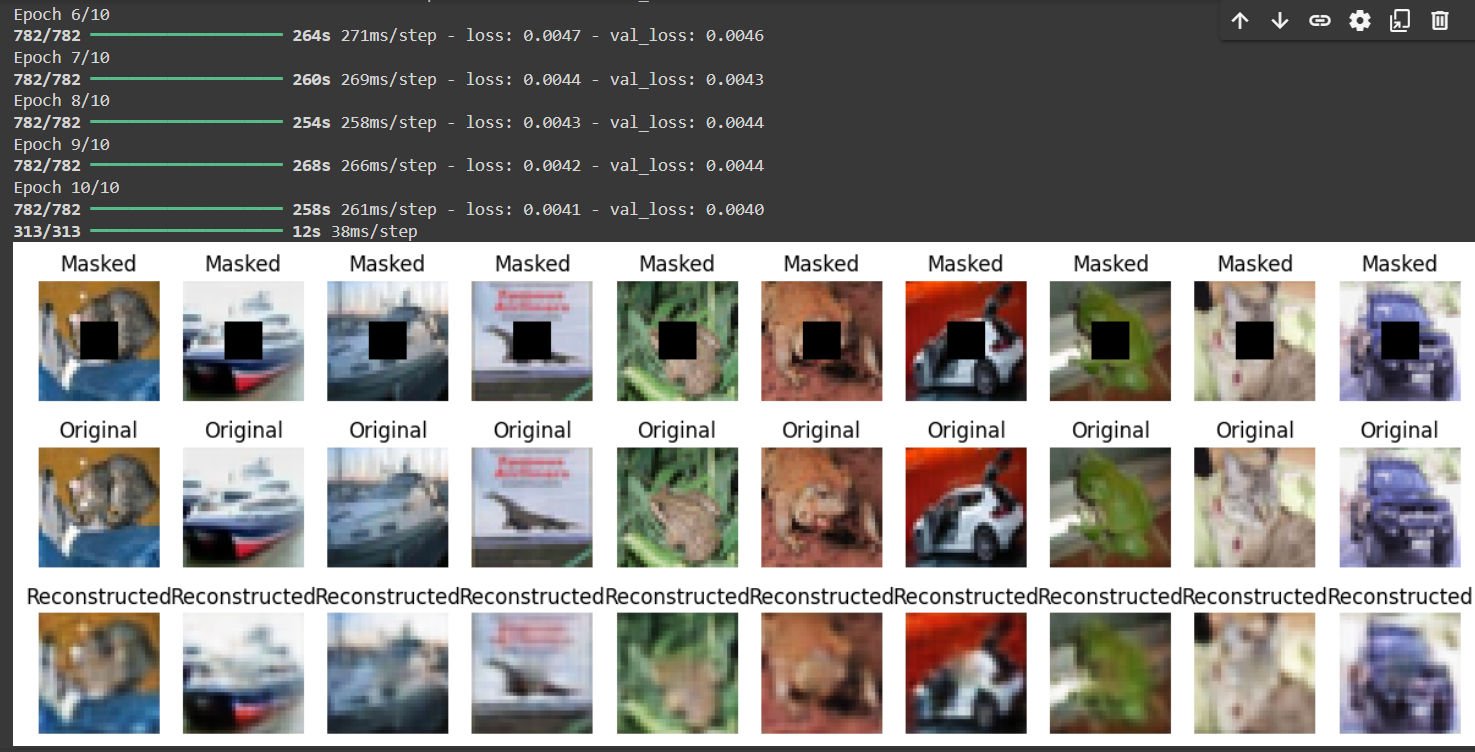 Epoch 6/10
782/782 ━━━━━━━━━━━━━━━━━━━━ 264s 271ms/step - loss: 0.0047 - val_loss: 0.0046
Epoch 7/10
782/782 ━━━━━━━━━━━━━━━━━━━━ 260s 269ms/step - loss: 0.0044 - val_loss: 0.0043
Epoch 8/10
782/782 ━━━━━━━━━━━━━━━━━━━━ 254s 258ms/step - loss: 0.0043 - val_loss: 0.0044
Epoch 9/10
782/782 ━━━━━━━━━━━━━━━━━━━━ 268s 266ms/step - loss: 0.0042 - val_loss: 0.0044
Epoch 10/10
782/782 ━━━━━━━━━━━━━━━━━━━━ 258s 261ms/step - loss: 0.0041 - val_loss: 0.0040
313/313 ━━━━━━━━━━━━━━━━━━━━ 12s 38ms/step
Masked Masked Masked Masked Masked Masked Masked Masked Masked Masked
Original Original Original Original Original Original Original Original Original Original
Reconstructed Reconstructed Reconstructed Reconstructed Reconstructed Reconstructed Reconstructed Reconstructed Reconstructed Reconstructed